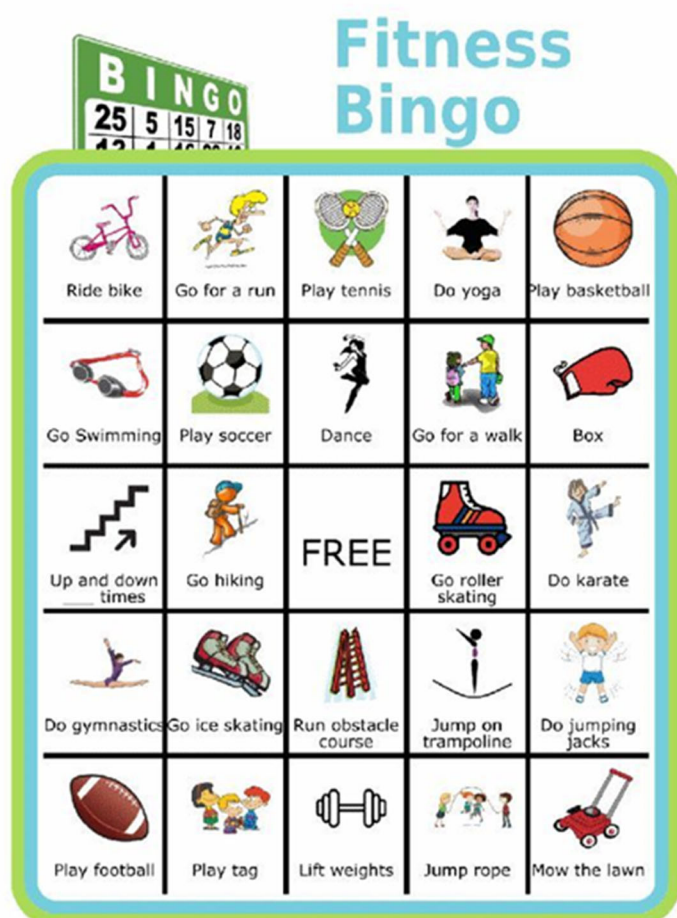 Fitness
Bingo
BINGO
25 5 15 7 18
Ride bike
Go for a run
Play tennis
Do yoga
Play basketball
Go Swimming
Play soccer
Dance
Go for a walk
Box
Up and down
___ times
Go hiking
FREE
Go roller
skating
Do karate
Do gymnastics
Go ice skating
Run obstacle
course
Jump on
trampoline
Do jumping
jacks
Play football
Play tag
Lift weights
Jump rope
Mow the lawn